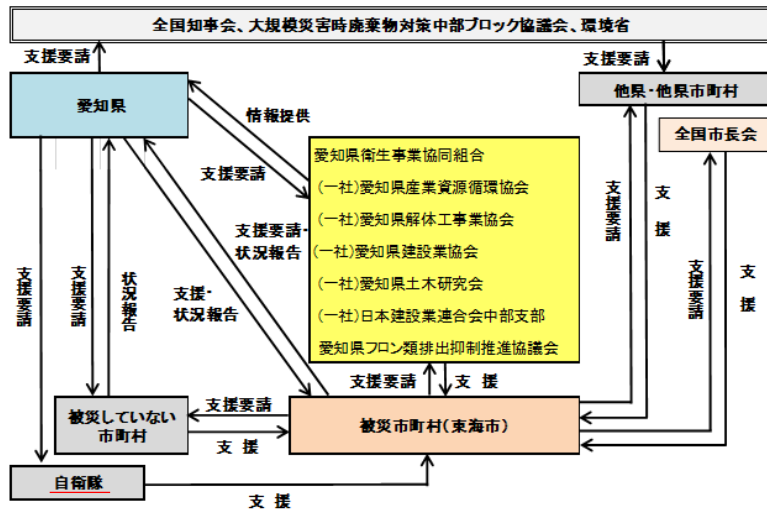 全国知事会、大規模災害時廃棄物対策中部ブロック協議会、環境省
支援要請
支援要請
愛知県
他県・他県市町村
情報提供
全国市長会
支援要請
愛知県衛生事業協同組合
(一社)愛知県産業資源循環協会
(一社)愛知県解体工事業協会
(一社)愛知県建設業協会
(一社)愛知県土木研究会
(一社)日本建設業連合会中部支部
愛知県フロン類排出抑制推進協議会
支援要請・
状況報告
支援・
状況報告
支援要請
支援要請
状況報告
支援要請
支 援
支援要請
支 援
支援要請
支 援
被災していない
市町村
支援要請
支 援
被災市町村(東海市)
自衛隊
支 援